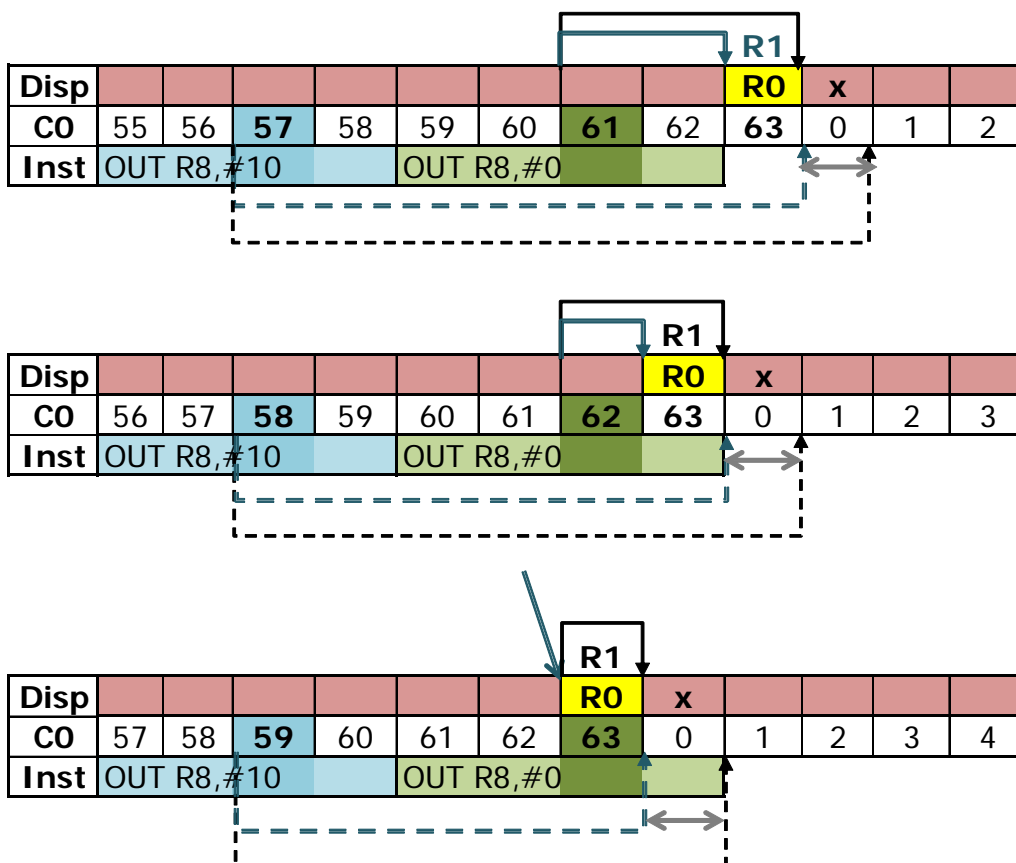 R1
Disp R0 x
C0 55 56 57 58 59 60 61 62 63 0 1 2
Inst OUT R8,#10 OUT R8,#0
R1
Disp R0 x
C0 56 57 58 59 60 61 62 63 0 1 2 3
Inst OUT R8,#10 OUT R8,#0
R1
Disp R0 x
C0 57 58 59 60 61 62 63 0 1 2 3 4
Inst OUT R8,#10 OUT R8,#0